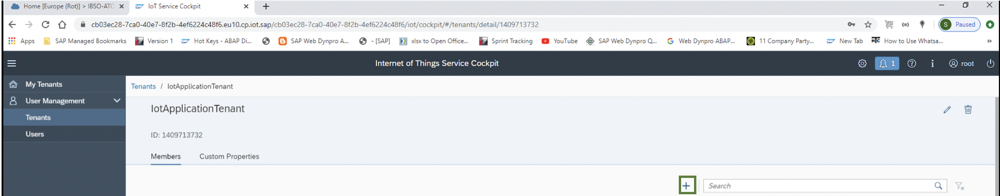 Home [Europe (Rot)] > IBSO-ATO
IoT Service Cockpit
cb03ec28-7ca0-40e7-8f2b-4ef6224c48f6.eu10.cp.iot.sap/cb03ec28-7ca0-40e7-8f2b-4ef6224c48f6/iot/cockpit/#/tenants/detail/1409713732
S Paused
Apps SAP Managed Bookmarks Version 1 Hot Keys - ABAP Di... SAP Web Dynpro A... - [SAP] xlsx to Open Office... Sprint Tracking YouTube SAP Web Dynpro Q... Web Dynpro ABAP... 11 Company Party... New Tab HTC How to Use Whatsa... »
Internet of Things Service Cockpit
1
root
My Tenants
User Management
Tenants
Users
Tenants / IotApplicationTenant
IotApplicationTenant
ID: 1409713732
Members Custom Properties
Search